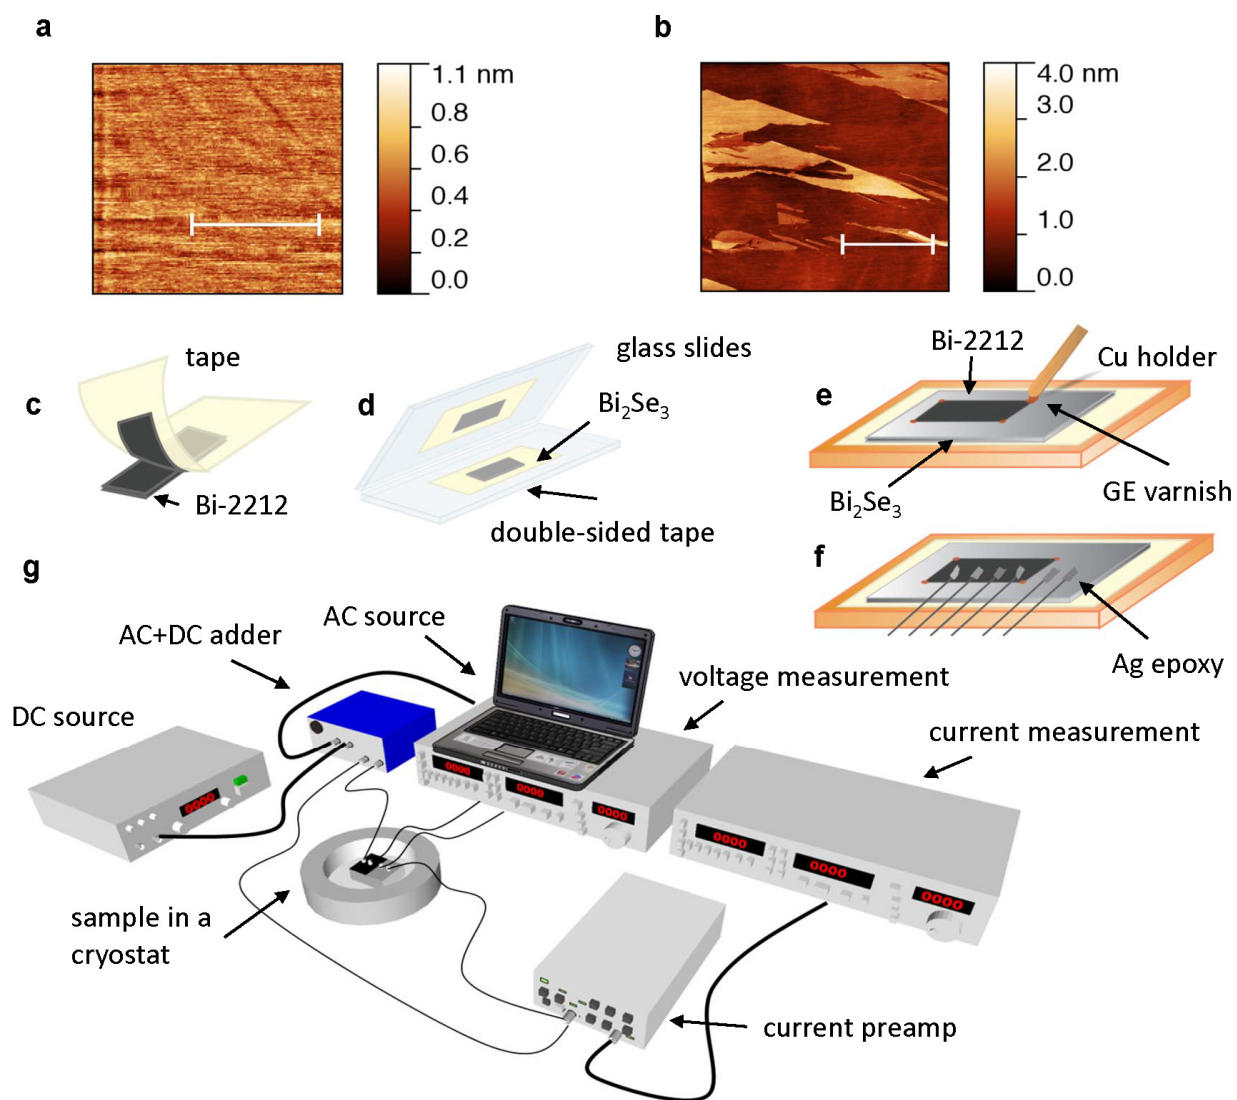 a
b
1.1 nm
0.8
0.6
0.4
0.2
0.0
4.0 nm
3.0
2.0
1.0
0.0
c
tape
Bi-2212
d
glass slides
Bi₂Se₃
double-sided tape
e
Bi-2212
Cu holder
Bi₂Se₃
GE varnish
f
Ag epoxy
g
AC+DC adder
AC source
DC source
voltage measurement
current measurement
0000
0000
0000
0000
0000
0000
0000
sample in a
cryostat
current preamp